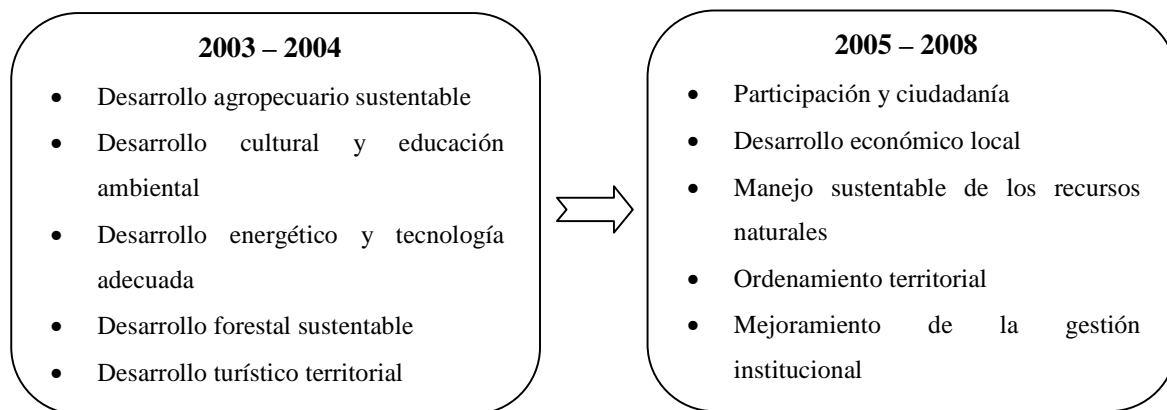 2003 – 2004
• Desarrollo agropecuario sustentable
• Desarrollo cultural y educación
ambiental
• Desarrollo energético y tecnología
adecuada
• Desarrollo forestal sustentable
• Desarrollo turístico territorial
2005 – 2008
• Participación y ciudadanía
• Desarrollo económico local
• Manejo sustentable de los recursos
naturales
• Ordenamiento territorial
• Mejoramiento de la gestión
institucional